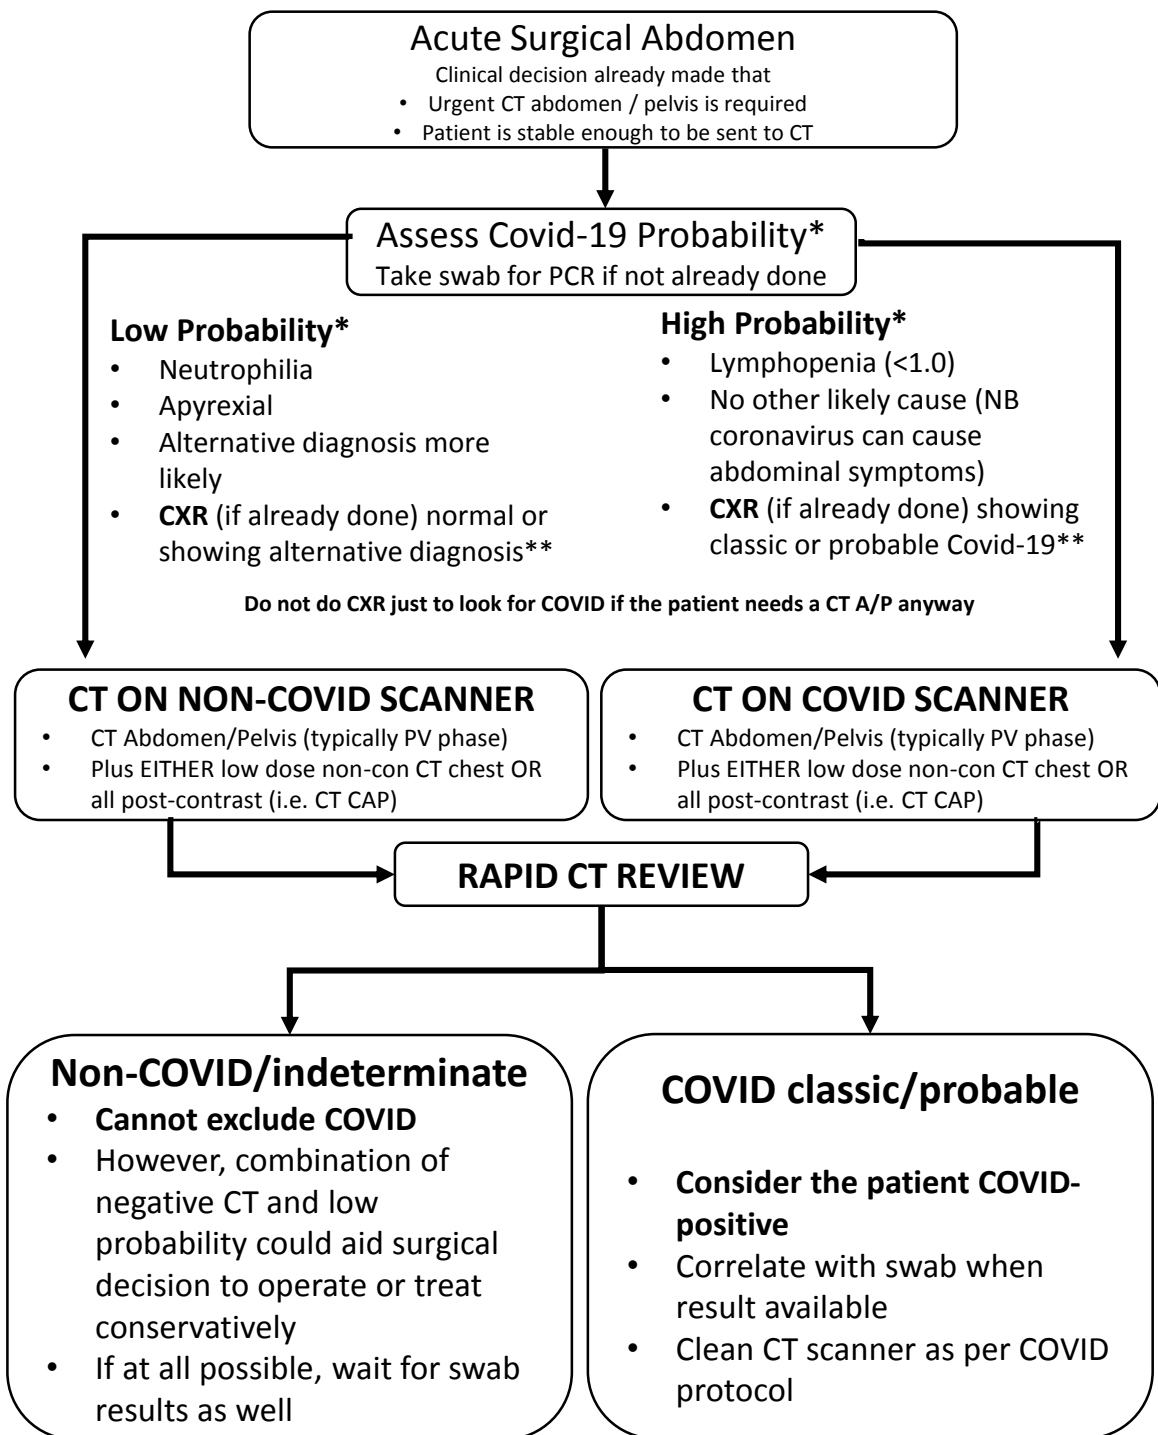 Acute Surgical Abdomen
Clinical decision already made that
• Urgent CT abdomen / pelvis is required
• Patient is stable enough to be sent to CT
Assess Covid-19 Probability*
Take swab for PCR if not already done
Low Probability*
• Neutrophilia
• Apyrexial
• Alternative diagnosis more
likely
• CXR (if already done) normal or
showing alternative diagnosis**
High Probability*
• Lymphopenia (<1.0)
• No other likely cause (NB
coronavirus can cause
abdominal symptoms)
• CXR (if already done) showing
classic or probable Covid-19**
Do not do CXR just to look for COVID if the patient needs a CT A/P anyway
CT ON NON-COVID SCANNER
• CT Abdomen/Pelvis (typically PV phase)
• Plus EITHER low dose non-con CT chest OR
all post-contrast (i.e. CT CAP)
CT ON COVID SCANNER
• CT Abdomen/Pelvis (typically PV phase)
• Plus EITHER low dose non-con CT chest OR
all post-contrast (i.e. CT CAP)
RAPID CT REVIEW
Non-COVID/indeterminate
• Cannot exclude COVID
• However, combination of
negative CT and low
probability could aid surgical
decision to operate or treat
conservatively
• If at all possible, wait for swab
results as well
COVID classic/probable
• Consider the patient COVID-
positive
• Correlate with swab when
result available
• Clean CT scanner as per COVID
protocol